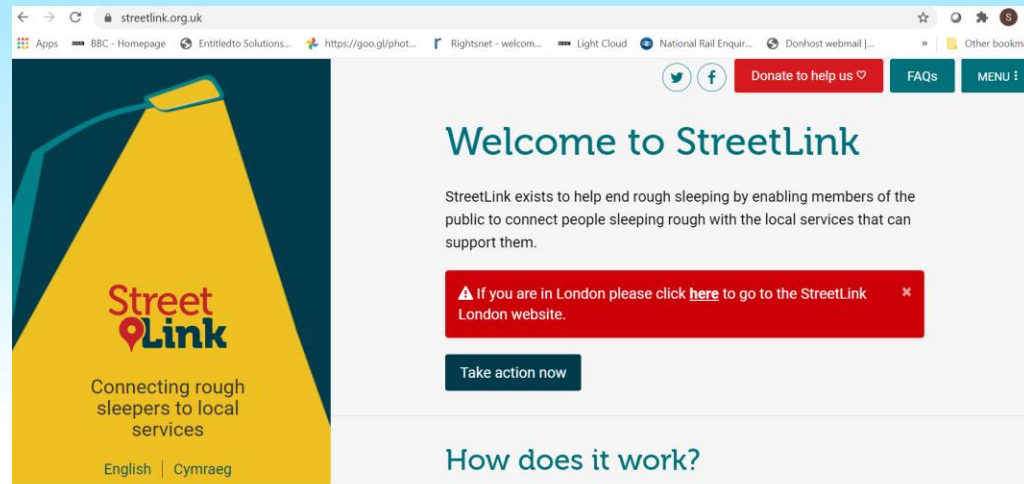 streetlink.org.uk
S
Apps BBC - Homepage Entitledto Solutions... https://goo.gl/phot... Rightsnet - welcom... Light Cloud National Rail Enquir... Donhost webmail |... » Other bookma
Donate to help us ♡ FAQs MENU ⋮
Welcome to StreetLink
StreetLink exists to help end rough sleeping by enabling members of the
public to connect people sleeping rough with the local services that can
support them.
If you are in London please click here to go to the StreetLink ×
London website.
Take action now
How does it work?
Street
Link
Connecting rough
sleepers to local
services
English | Cymraeg